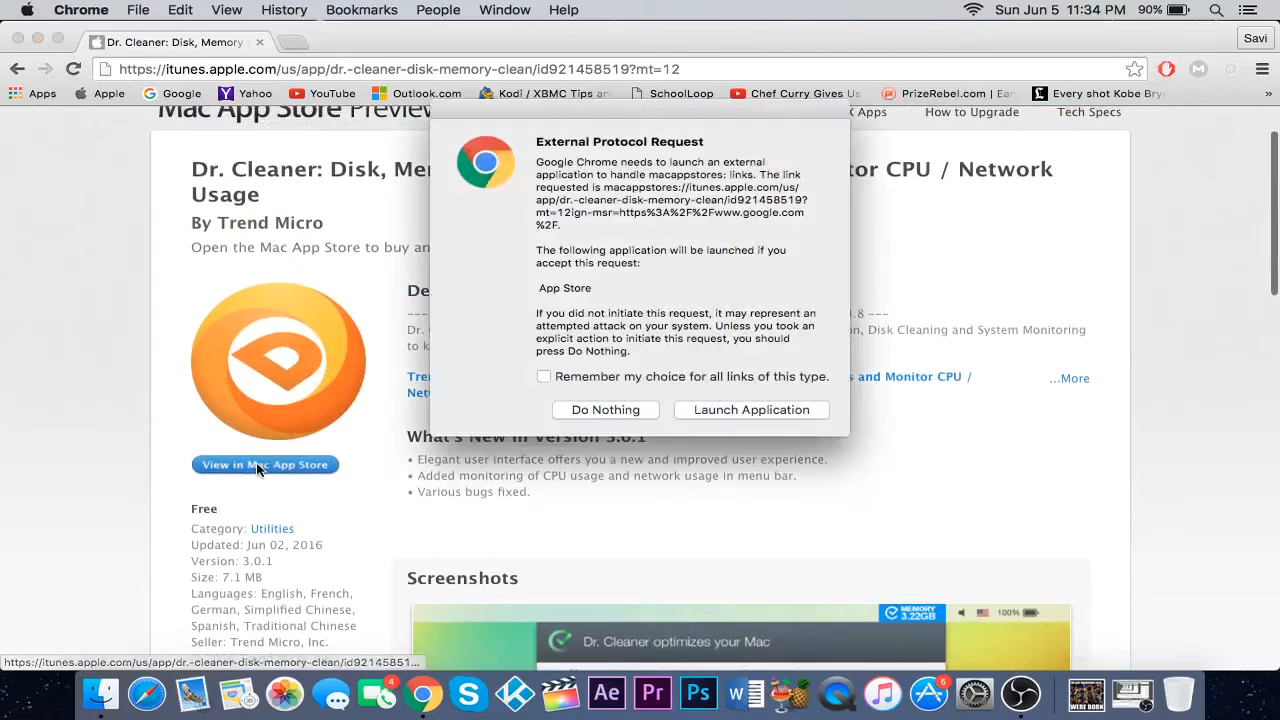 Chrome File Edit View History Bookmarks People Window Help Sun Jun 5 11:34 PM 90%
Dr. Cleaner: Disk, Memory Savi
https://itunes.apple.com/us/app/dr.-cleaner-disk-memory-clean/id921458519?mt=12
Apps Apple Google Yahoo YouTube Outlook.com Kodi / XBMC Tips an SchoolLoop Chef Curry Gives Us PrizeRebel.com | Ear Every shot Kobe Bry
Mac App Store Preview X Apps How to Upgrade Tech Specs
External Protocol Request
Google Chrome needs to launch an external
application to handle macappstores: links. The link
requested is macappstores://itunes.apple.com/us/
app/dr.-cleaner-disk-memory-clean/id921458519?
mt=12ign-msr=https%3A%2F%2Fwww.google.com
%2F.
The following application will be launched if you
accept this request:
App Store
If you did not initiate this request, it may represent an
attempted attack on your system. Unless you took an
explicit action to initiate this request, you should
press Do Nothing.
Remember my choice for all links of this type.
Do Nothing Launch Application
Dr. Cleaner: Disk, Me CPU / Network
Usage
By Trend Micro
Open the Mac App Store to buy an
De
--- .8 ---
Dr. n, Disk Cleaning and System Monitoring
to k
Tre s and Monitor CPU /
Net
...More
What's New in Version 3.0.1
• Elegant user interface offers you a new and improved user experience.
• Added monitoring of CPU usage and network usage in menu bar.
• Various bugs fixed.
View in Mac App Store
Free
Category: Utilities
Updated: Jun 02, 2016
Version: 3.0.1
Size: 7.1 MB
Languages: English, French,
German, Simplified Chinese,
Spanish, Traditional Chinese
Seller: Trend Micro, Inc.
Screenshots
MEMORY
3.22GB
100%
Dr. Cleaner optimizes your Mac
https://itunes.apple.com/us/app/dr.-cleaner-disk-memory-clean/id92145851...
4
Ae Pr Ps W
6
WERE BORN